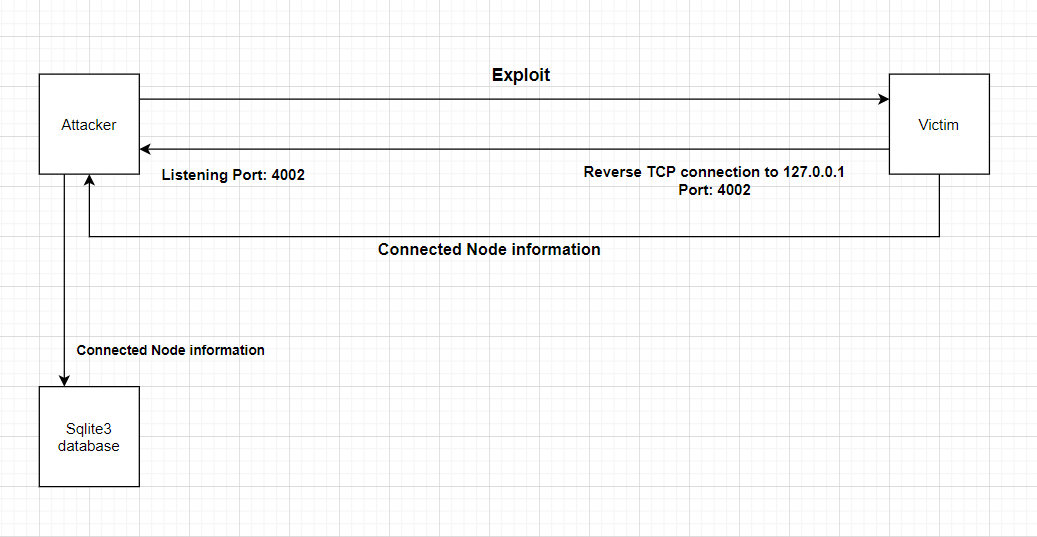 Exploit
Attacker
Victim
Listening Port: 4002
Reverse TCP connection to 127.0.0.1
Port: 4002
Connected Node information
Connected Node information
Sqlite3
database